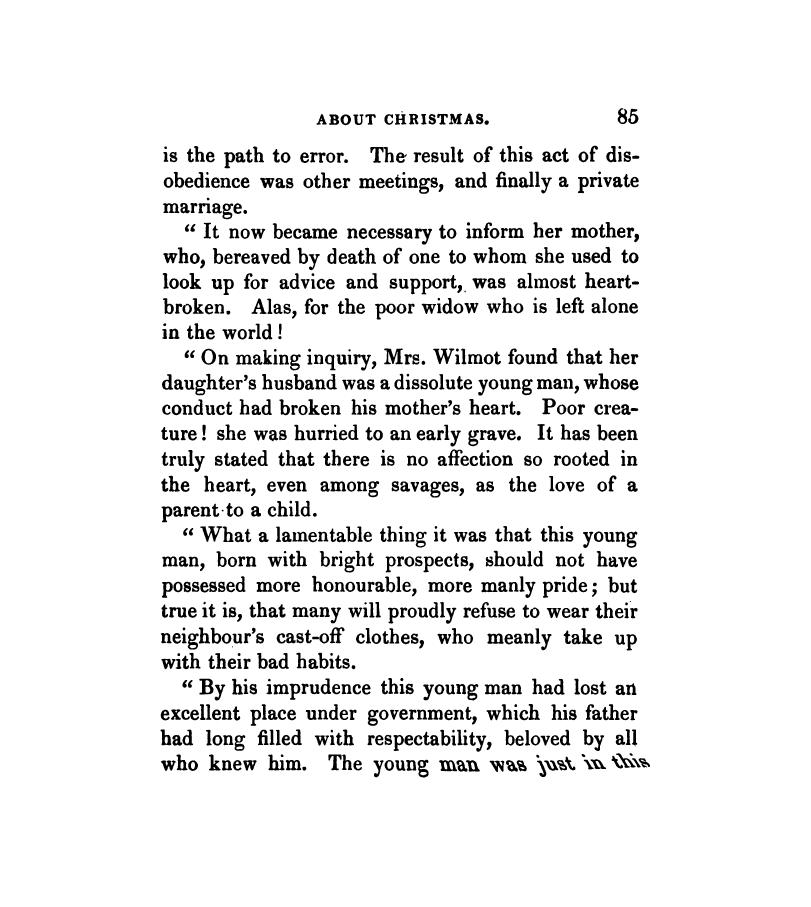 ABOUT CHRISTMAS. 85
is the path to error. The result of this act of dis-
obedience was other meetings, and finally a private
marriage.
“ It now became necessary to inform her mother,
who, bereaved by death of one to whom she used to
look up for advice and support, was almost heart-
broken. Alas, for the poor widow who is left alone
in the world !
“ On making inquiry, Mrs. Wilmot found that her
daughter’s husband was a dissolute young man, whose
conduct had broken his mother’s heart. Poor crea-
ture ! she was hurried to an early grave. It has been
truly stated that there is no affection so rooted in
the heart, even among savages, as the love of a
parent to a child.
“ What a lamentable thing it was that this young
man, born with bright prospects, should not have
possessed more honourable, more manly pride ; but
true it is, that many will proudly refuse to wear their
neighbour’s cast-off clothes, who meanly take up
with their bad habits.
“ By his imprudence this young man had lost an
excellent place under government, which his father
had long filled with respectability, beloved by all
who knew him. The young man was just in this